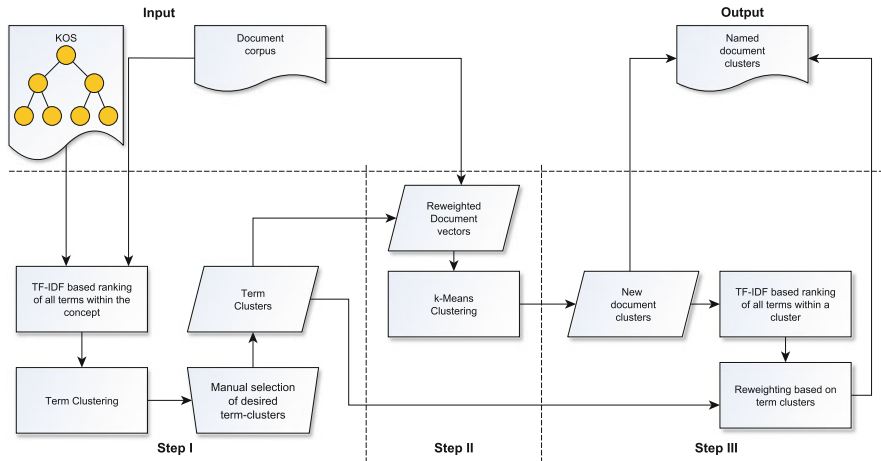 Input
Output
KOS
Document
corpus
Named
document
clusters
Reweighted
Document
vectors
TF-IDF based ranking
of all terms within the
concept
Term
Clusters
k-Means
Clustering
New
document
clusters
TF-IDF based ranking
of all terms within a
cluster
Term Clustering
Manual selection
of desired
term-clusters
Reweighting based on
term clusters
Step I
Step II
Step III